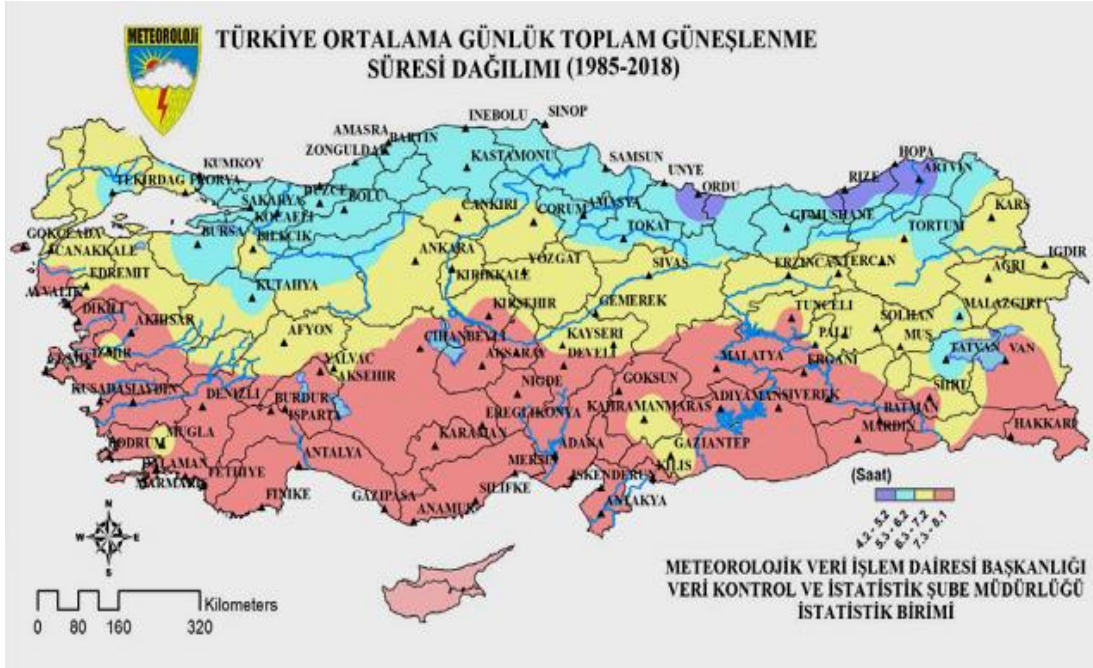 METEOROLOJİ
TÜRKİYE ORTALAMA GÜNLÜK TOPLAM GÜNEŞLENME
SÜRESİ DAĞILIMI (1985-2018)
INEBOLU
SINOP
AMASRA
BARTIN
ZONGULDAK
KASTAMONU
SAMSUN
UNYE
ORDU
HOPA
RIZE
ARTVIN
KUMKOY
TEKIRDAG
FLORYA
SAKARYA
KOCAELI
DUZCE
BOLU
CANKIRI
CORUM
AMASYA
TOKAT
GUMUSHANE
TORTUM
KARS
IGDIR
GOKCEADA
CANAKKALE
BURSA
BILECIK
ANKARA
KIRIKKALE
YOZGAT
SIVAS
ERZINCAN
TERCAN
AGRI
EDREMIT
KUTAHYA
KIRSEHIR
GEMEREK
TUNCELI
SOLHAN
MALAZGIRT
AYVALIK
DIKILI
AKHISAR
AFYON
CIHANBEYLI
KAYSERI
PALU
MUS
IZMIR
YALVAC
AKSEHIR
AKSARAY
DEVELI
MALATYA
ERGANI
TATVAN
VAN
KUSADASI
AYDIN
DENIZLI
BURDUR
ISPARTA
NIGDE
GOKSUN
SIIRT
EREGLIKONYA
KAHRAMANMARAS
ADIYAMAN
SIVEREK
BATMAN
MARDIN
HAKKARI
BODRUM
MUGLA
KARAMAN
ADANA
GAZIANTEP
DALAMAN
MARMARIS
FETHIYE
ANTALYA
MERSIN
KILIS
FINIKE
GAZIPASA
SILIFKE
ISKENDERUN
ANAMUR
ANTAKYA
(Saat)
4.2 - 5.2
5.3 - 6.2
6.3 - 7.2
7.3 - 8.1
N
W
E
S
METEOROLOJİK VERİ İŞLEM DAİRESİ BAŞKANLIĞI
VERİ KONTROL VE İSTATİSTİK ŞUBE MÜDÜRLÜĞÜ
İSTATİSTİK BİRİMİ
Kilometers
0 80 160 320